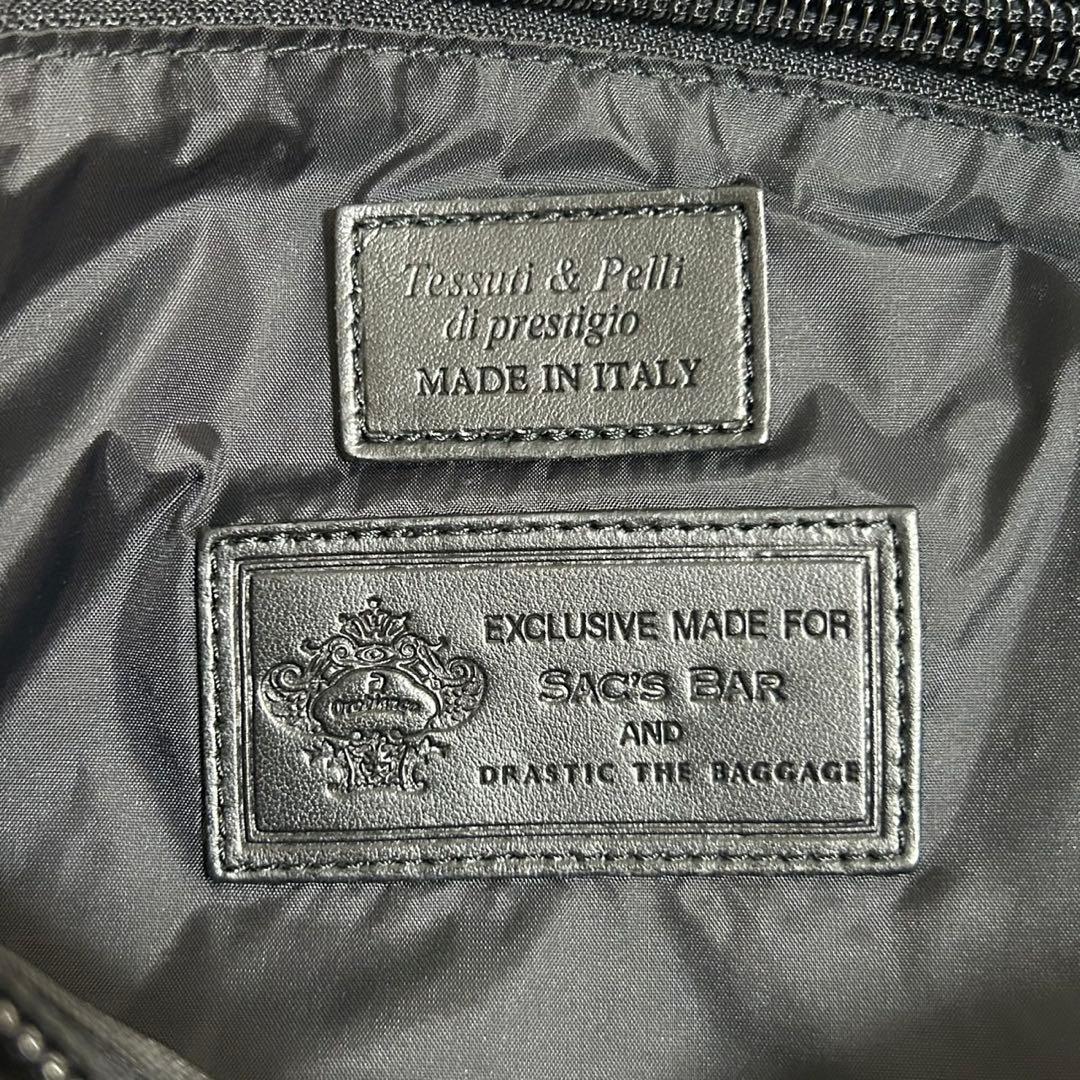 Tessuti & Pelli
di prestigio
MADE IN ITALY
EXCLUSIVE MADE FOR
SAC'S BAR
AND
DRASTIC THE BAGGAGE